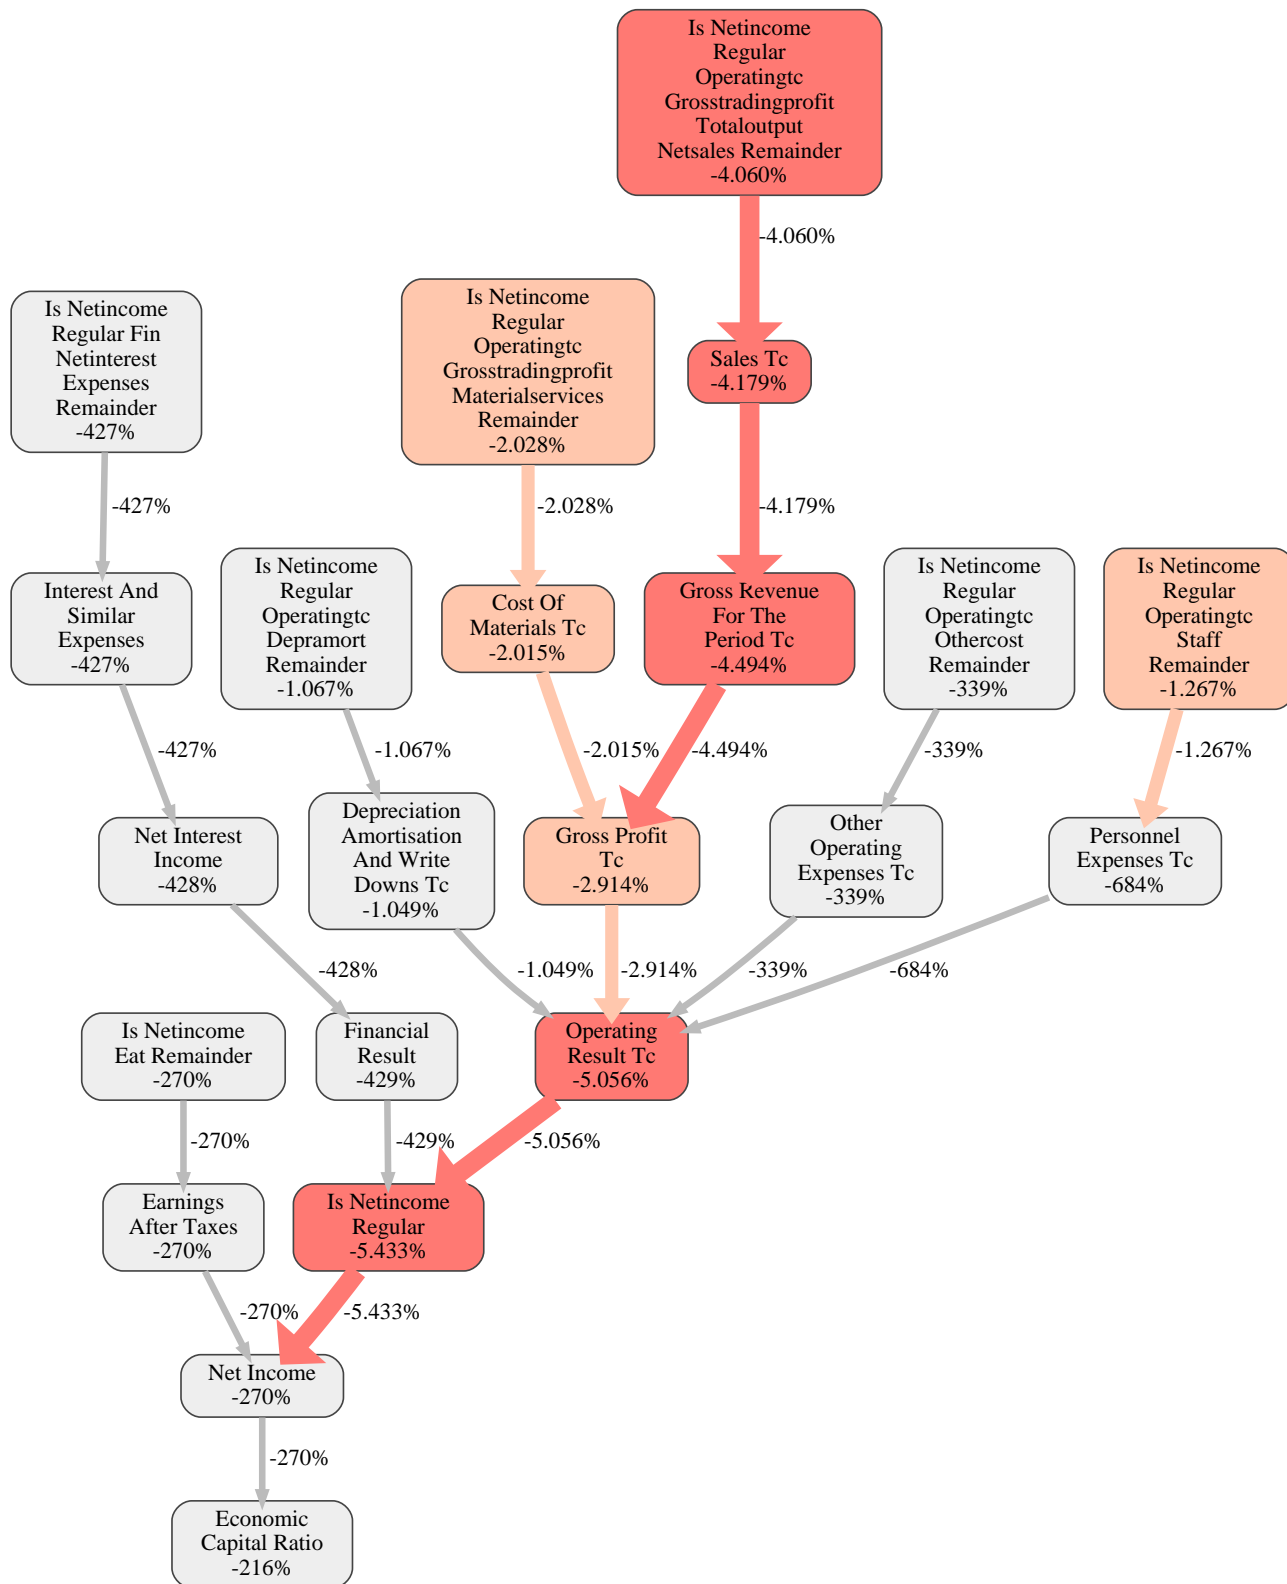 Is Netincome
Regular
Operatingtc
Grosstradingprofit
Totaloutput
Netsales Remainder
-4.060%
-4.060%
Is Netincome
Regular Fin
Netinterest
Expenses
Remainder
-427%
Is Netincome
Regular
Operatingtc
Grosstradingprofit
Materialservices
Remainder
-2.028%
Sales Tc
-4.179%
-427%
-2.028%
-4.179%
Interest And
Similar
Expenses
-427%
Is Netincome
Regular
Operatingtc
Depramort
Remainder
-1.067%
Cost Of
Materials Tc
-2.015%
Gross Revenue
For The
Period Tc
-4.494%
Is Netincome
Regular
Operatingtc
Othercost
Remainder
-339%
Is Netincome
Regular
Operatingtc
Staff
Remainder
-1.267%
-427%
-1.067%
-2.015%
-4.494%
-339%
-1.267%
Net Interest
Income
-428%
Depreciation
Amortisation
And Write
Downs Tc
-1.049%
Gross Profit
Tc
-2.914%
Other
Operating
Expenses Tc
-339%
Personnel
Expenses Tc
-684%
-428%
-1.049%
-2.914%
-339%
-684%
Is Netincome
Eat Remainder
-270%
Financial
Result
-429%
Operating
Result Tc
-5.056%
-270%
-429%
-5.056%
Earnings
After Taxes
-270%
Is Netincome
Regular
-5.433%
-270%
-5.433%
Net Income
-270%
-270%
Economic
Capital Ratio
-216%